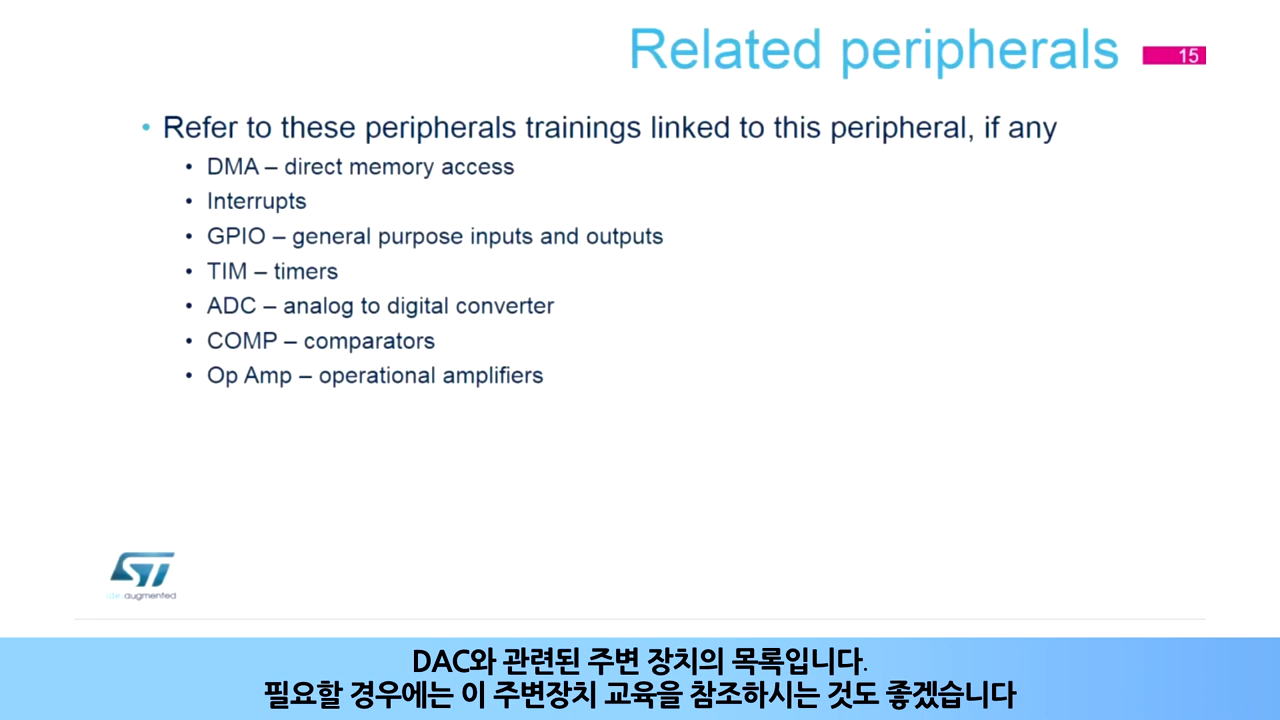 Related peripherals
15
• Refer to these peripherals trainings linked to this peripheral, if any
• DMA – direct memory access
• Interrupts
• GPIO – general purpose inputs and outputs
• TIM – timers
• ADC – analog to digital converter
• COMP – comparators
• Op Amp – operational amplifiers
ST
life.augmented
DAC와 관련된 주변 장치의 목록입니다.
필요할 경우에는 이 주변장치 교육을 참조하시는 것도 좋겠습니다